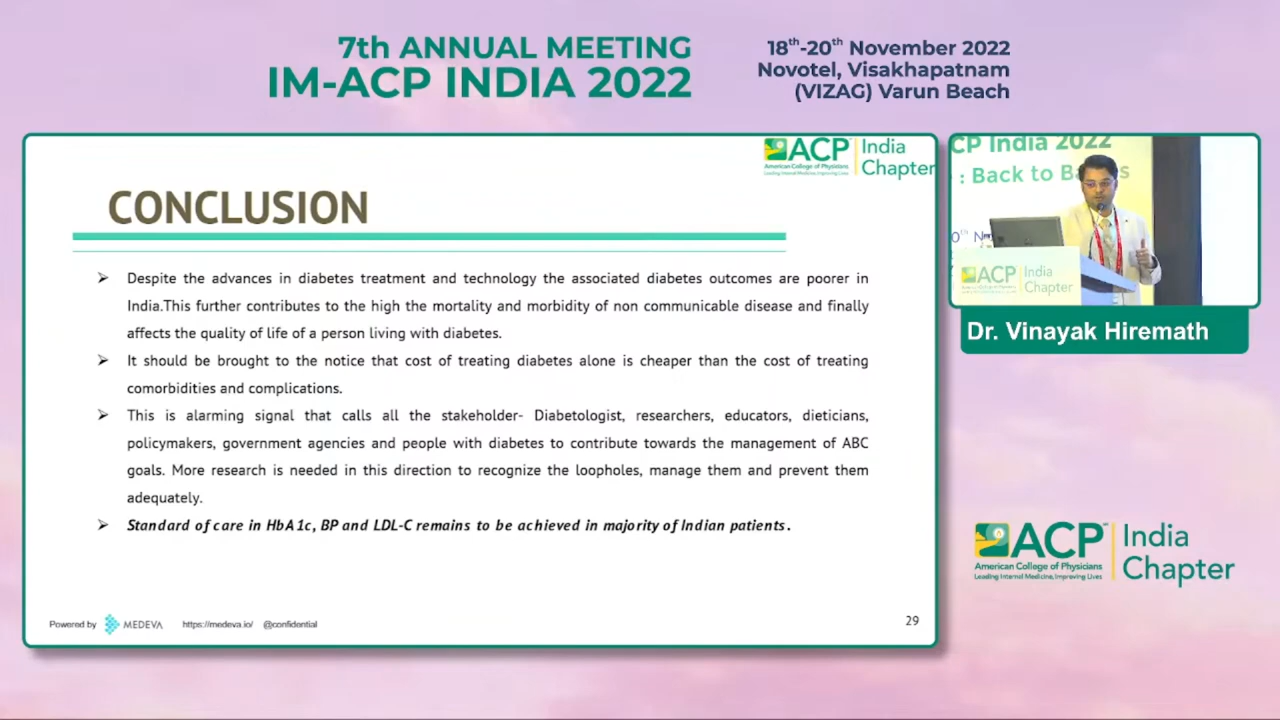 7th ANNUAL MEETING
IM-ACP INDIA 2022
18th-20th November 2022
Novotel, Visakhapatnam
(VIZAG) Varun Beach
ACP India
American College of Physicians Chapter
Leading Internal Medicine, Improving Lives
CONCLUSION
➤ Despite the advances in diabetes treatment and technology the associated diabetes outcomes are poorer in
India.This further contributes to the high the mortality and morbidity of non communicable disease and finally
affects the quality of life of a person living with diabetes.
➤ It should be brought to the notice that cost of treating diabetes alone is cheaper than the cost of treating
comorbidities and complications.
➤ This is alarming signal that calls all the stakeholder- Diabetologist, researchers, educators, dieticians,
policymakers, government agencies and people with diabetes to contribute towards the management of ABC
goals. More research is needed in this direction to recognize the loopholes, manage them and prevent them
adequately.
➤ Standard of care in HbA1c, BP and LDL-C remains to be achieved in majority of Indian patients.
Powered by MEDEVA https://medeva.io/ @confidential
29
CP India 2022
: Back to Ba s
0th No
ACP India
Chapter
Dr. Vinayak Hiremath
ACP India
American College of Physicians Chapter
Leading Internal Medicine, Improving Lives